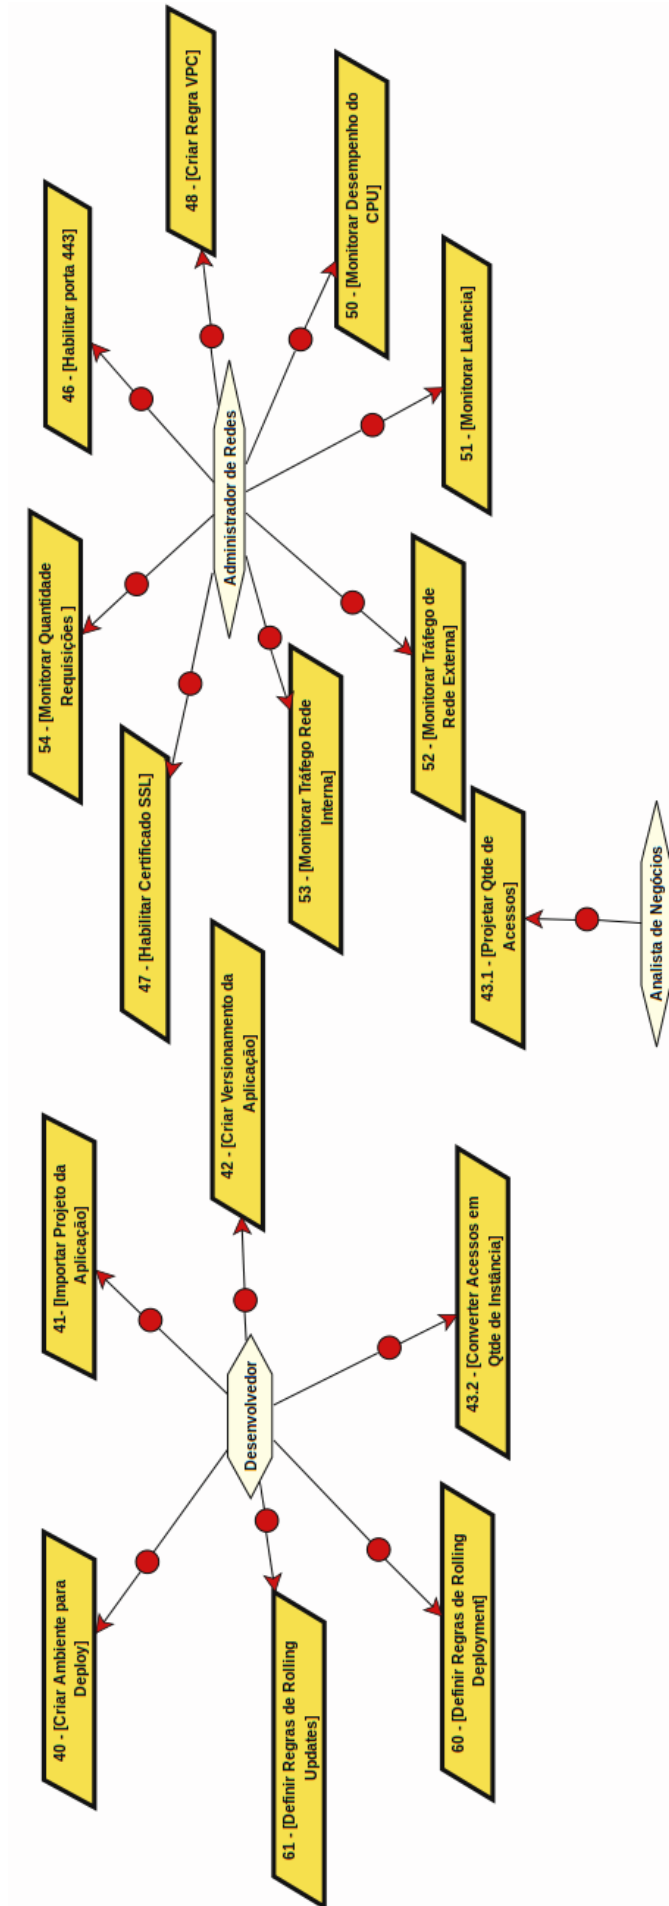 40 - [Criar Ambiente para
Deploy]
41- [Importar Projeto da
Aplicação]
54 - [Monitorar Quantidade
Requisições ]
46 - [Habilitar porta 443]
47 - [Habilitar Certificado SSL]
48 - [Criar Regra VPC]
Desenvolvedor
42 - [Criar Versionamento da
Aplicação]
Administrador de Redes
61 - [Definir Regras de Rolling
Updates]
53 - [Monitorar Tráfego Rede
Interna]
50 - [Monitorar Desempenho do
CPU]
60 - [Definir Regras de Rolling
Deployment]
43.2 - [Converter Acessos em
Qtde de Instância]
43.1 - [Projetar Qtde de
Acessos]
52 - [Monitorar Tráfego de
Rede Externa]
51 - [Monitorar Latência]
Analista de Negócios